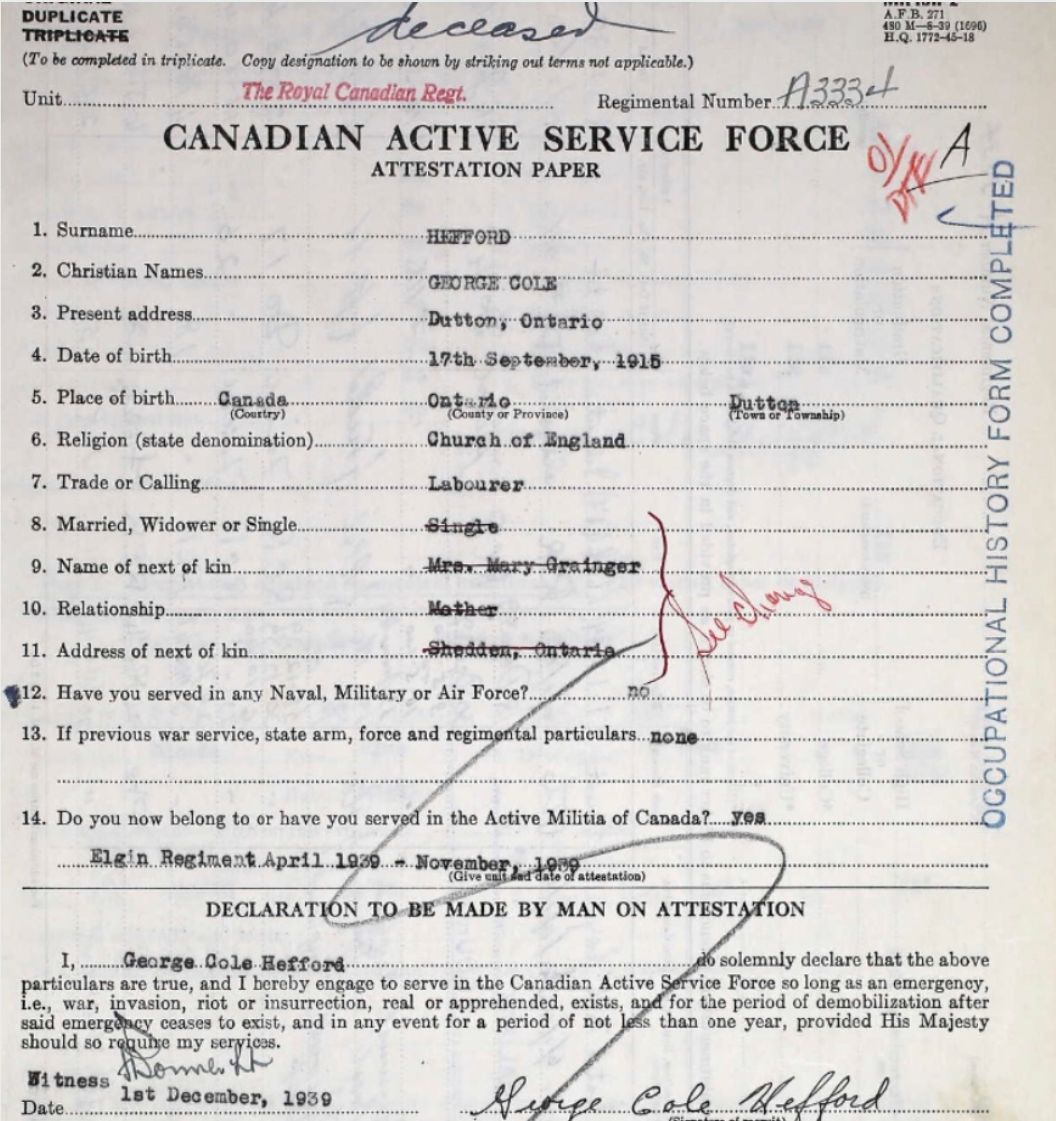 DUPLICATE
TRIPLICATE
deceased
A.F.B. 271
480 M—8-39 (1696)
H.Q. 1772-45-18
(To be completed in triplicate. Copy designation to be shown by striking out terms not applicable.)
Unit The Royal Canadian Regt. Regimental Number A3334
CANADIAN ACTIVE SERVICE FORCE
ATTESTATION PAPER
A
1. Surname HEFFORD
2. Christian Names GEORGE COLE
3. Present address Dutton, Ontario
4. Date of birth 17th September, 1915
5. Place of birth Canada Ontario Dutton
(Country) (County or Province) (Town or Township)
6. Religion (state denomination) Church of England
7. Trade or Calling Labourer
8. Married, Widower or Single Single
9. Name of next of kin Mrs. Mary Grainger
10. Relationship Mother
11. Address of next of kin Shedden, Ontario
See
12. Have you served in any Naval, Military or Air Force? no
13. If previous war service, state arm, force and regimental particulars none
14. Do you now belong to or have you served in the Active Militia of Canada? yes
Elgin Regiment April 1939 - November, 1939
(Give unit and date of attestation)
OCCUPATIONAL HISTORY FORM COMPLETED
DECLARATION TO BE MADE BY MAN ON ATTESTATION
I, George Cole Hefford do solemnly declare that the above
particulars are true, and I hereby engage to serve in the Canadian Active Service Force so long as an emergency,
i.e., war, invasion, riot or insurrection, real or apprehended, exists, and for the period of demobilization after
said emergency ceases to exist, and in any event for a period of not less than one year, provided His Majesty
should so require my services.
Witness
Date 1st December, 1939
George Cole Hefford